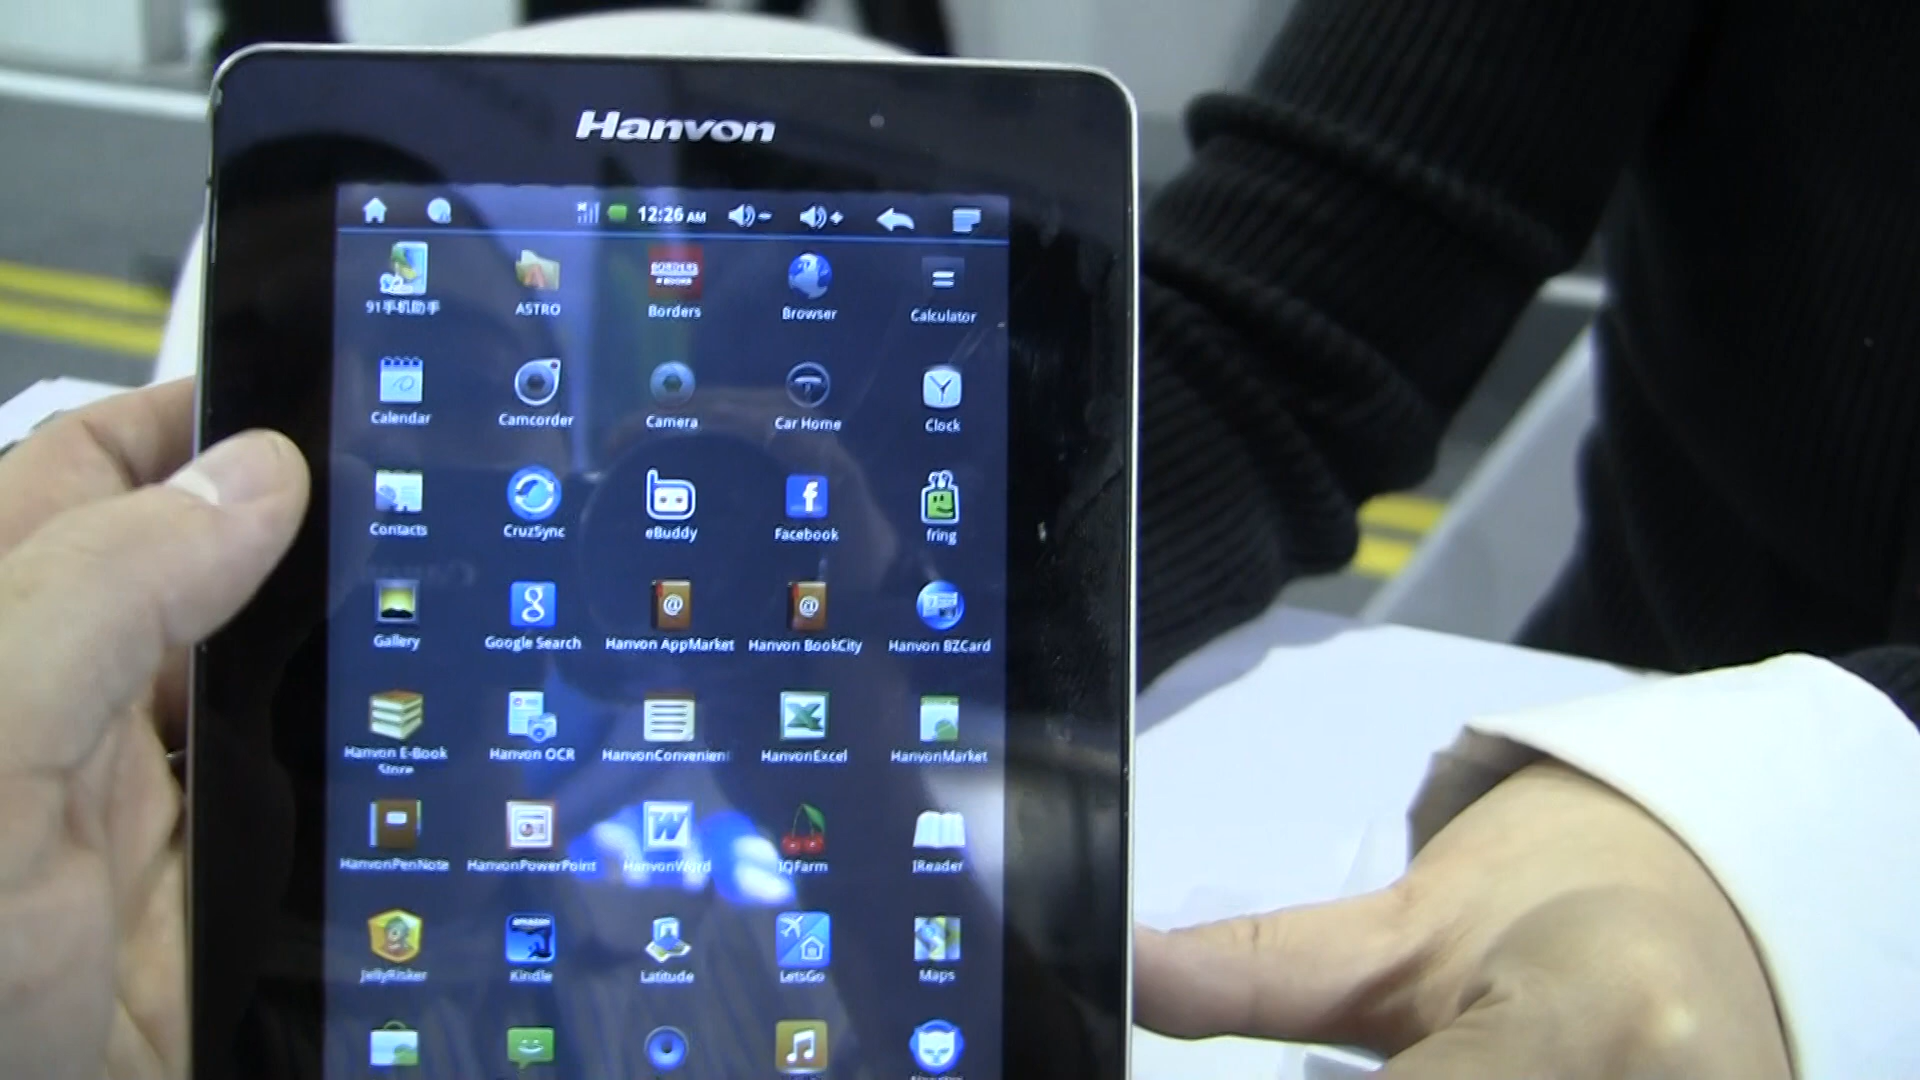 Hanvon
12:26 AM
91手机助手 ASTRO Borders Browser Calculator
Calendar Camcorder Camera Car Home Clock
Contacts CruzSync eBuddy Facebook fring
Gallery Google Search Hanvon AppMarket Hanvon BookCity Hanvon BZCard
Hanvon E-Book Store Hanvon OCR HanvonConvenien HanvonExcel HanvonMarket
HanvonPenNote HanvonPowerPoint HanvonWord IQFarm IReader
amazon
JellyRisker Kindle Latitude LetsGo Maps